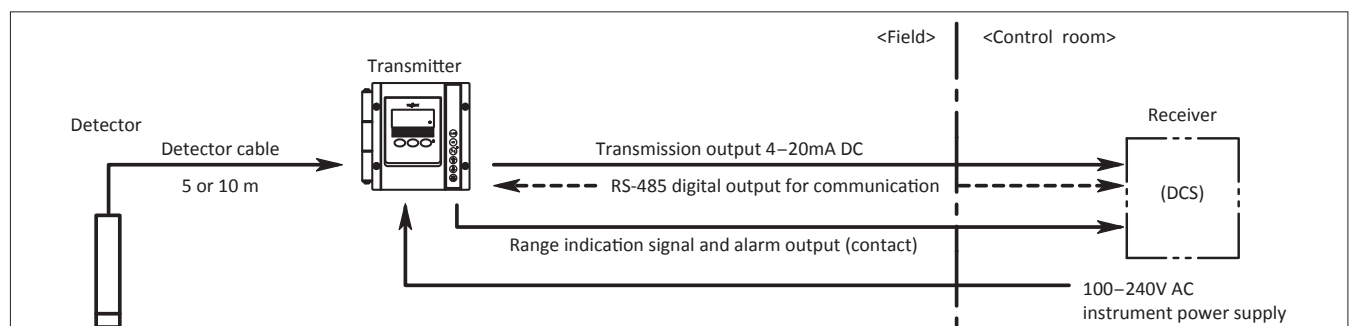 <Field>
<Control room>
Transmitter
Receiver
Detector
Detector cable
Transmission output 4–20mA DC
5 or 10 m
RS-485 digital output for communication
(DCS)
Range indication signal and alarm output (contact)
100–240V AC
instrument power supply